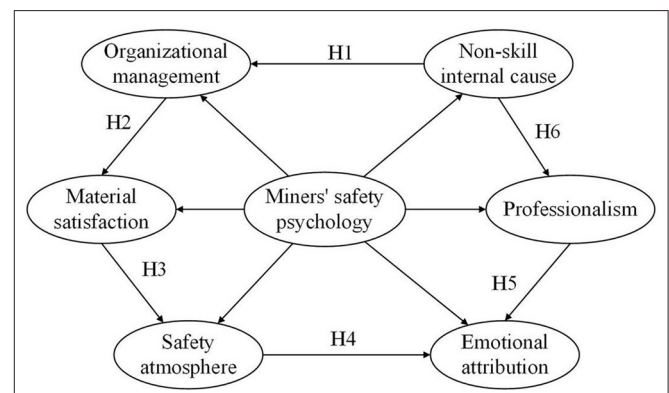 Organizational
management
H1
Non-skill
internal cause
H2
H6
Material
satisfaction
Miners' safety
psychology
Professionalism
H3
H5
Safety
atmosphere
H4
Emotional
attribution